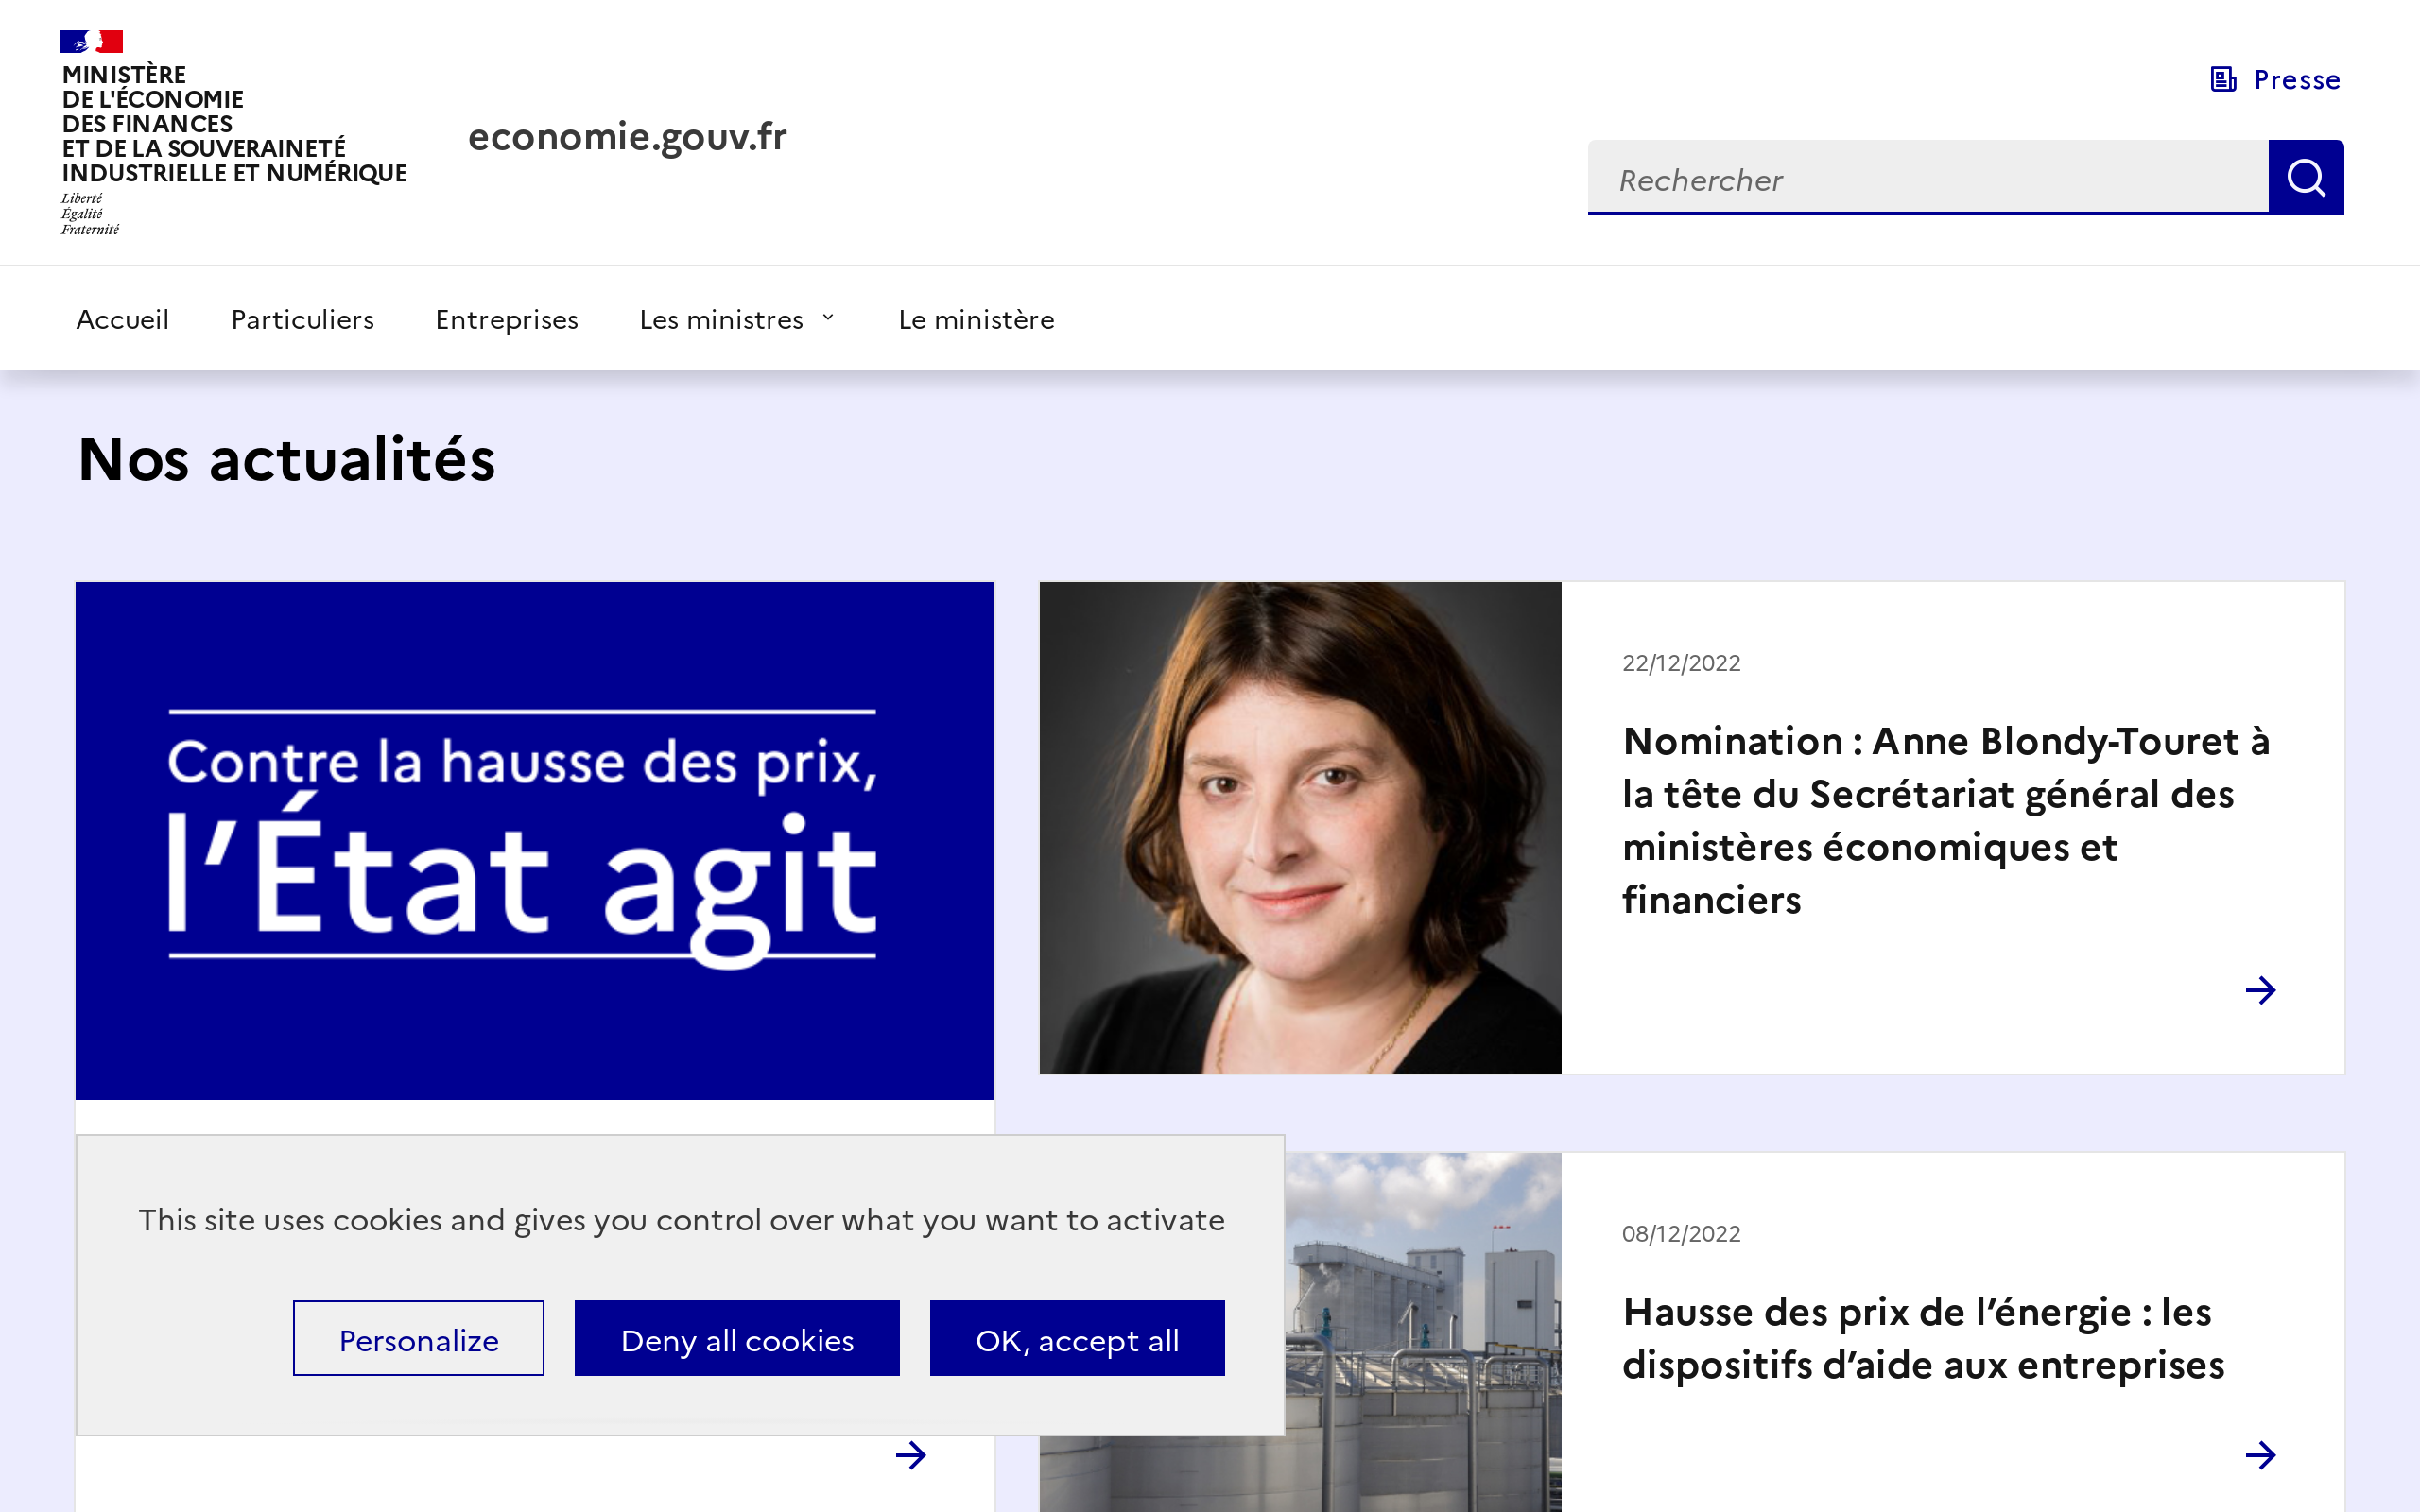 MINISTÈRE
DE L'ÉCONOMIE
DES FINANCES
ET DE LA SOUVERAINETÉ
INDUSTRIELLE ET NUMÉRIQUE
Liberté
Égalité
Fraternité
economie.gouv.fr
Presse
Rechercher
Accueil
Particuliers
Entreprises
Les ministres
Le ministère
Nos actualités
Contre la hausse des prix,
l’État agit
22/12/2022
Nomination : Anne Blondy-Touret à
la tête du Secrétariat général des
ministères économiques et
financiers
08/12/2022
Hausse des prix de l’énergie : les
dispositifs d’aide aux entreprises
This site uses cookies and gives you control over what you want to activate
Personalize
Deny all cookies
OK, accept all